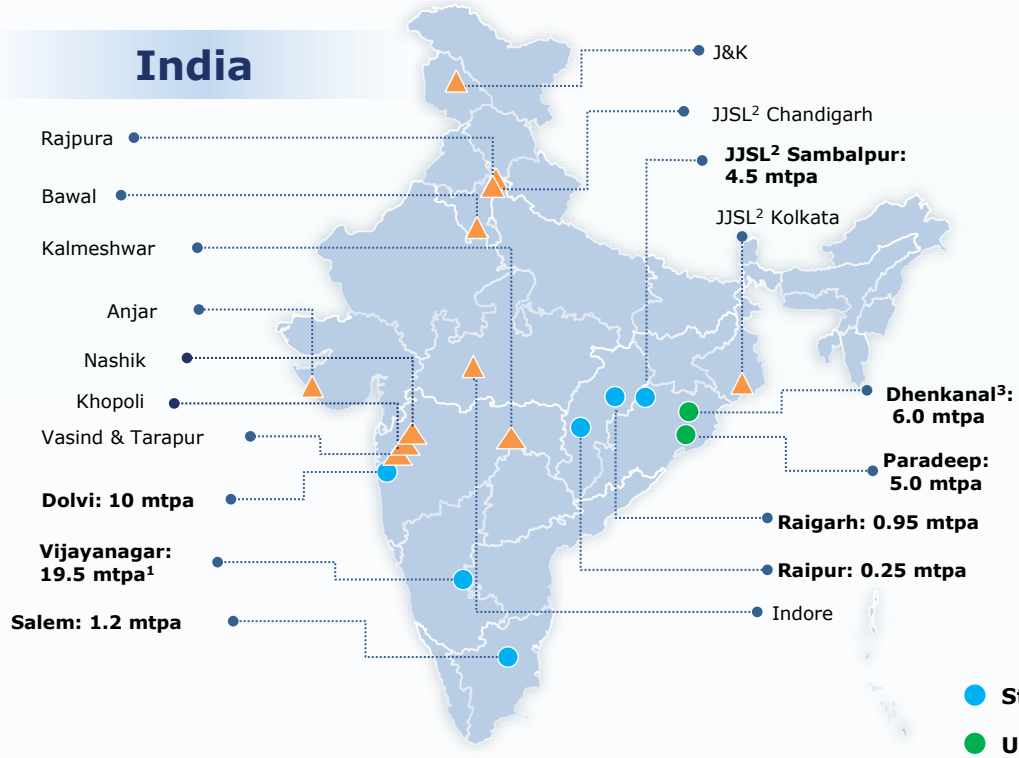 India
J&K
JJSL² Chandigarh
Rajpura
JJSL² Sambalpur:
4.5 mtpa
Bawal
JJSL² Kolkata
Kalmeshwar
Anjar
Nashik
Khopoli
Dhenkanal³:
6.0 mtpa
Vasind & Tarapur
Paradeep:
5.0 mtpa
Dolvi: 10 mtpa
Raigarh: 0.95 mtpa
Vijayanagar:
19.5 mtpa¹
Raipur: 0.25 mtpa
Indore
Salem: 1.2 mtpa
St
U